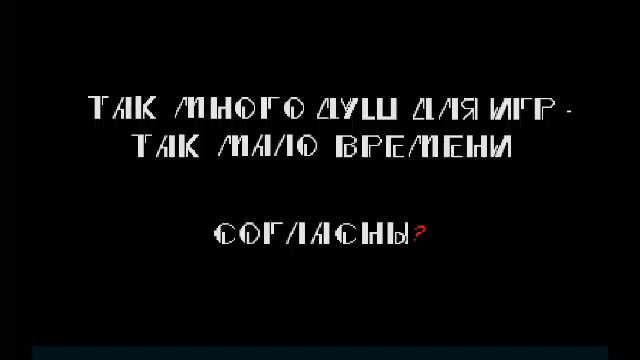 ТАК МНОГО ДУШ ДЛЯ ИГР -
ТАК МАЛО ВРЕМЕНИ
СОГЛАСНЫ?